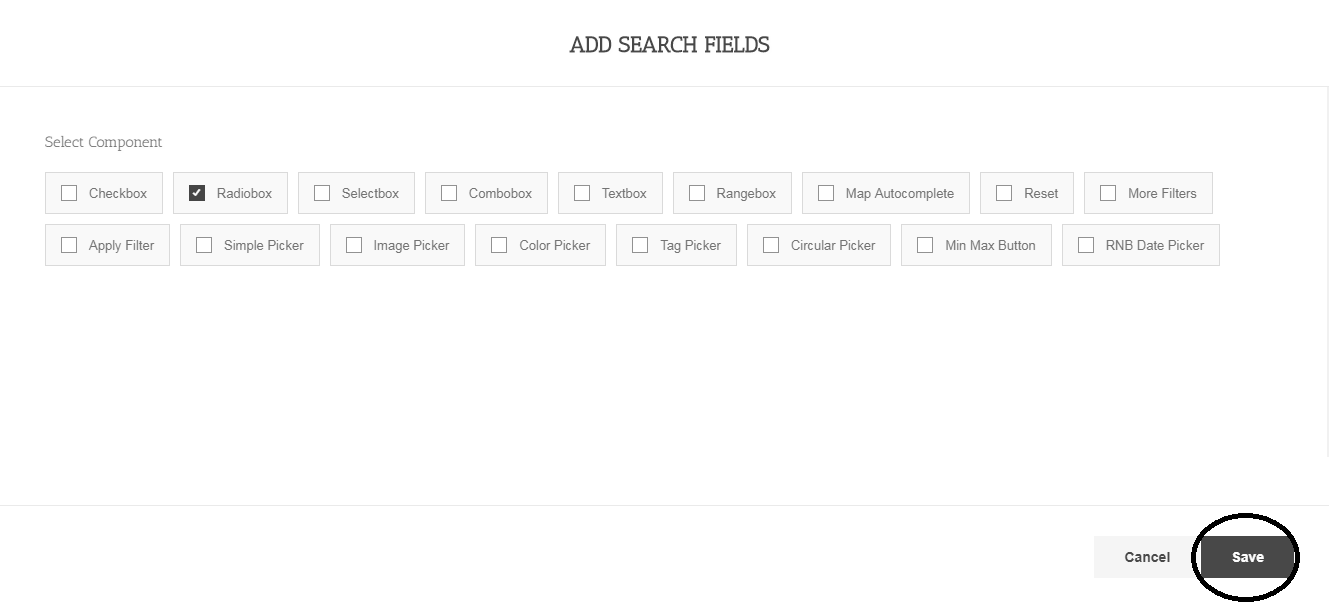 ADD SEARCH FIELDS
Select Component
Checkbox Radiobox Selectbox Combobox Textbox Rangebox Map Autocomplete Reset More Filters
Apply Filter Simple Picker Image Picker Color Picker Tag Picker Circular Picker Min Max Button RNB Date Picker
Cancel Save